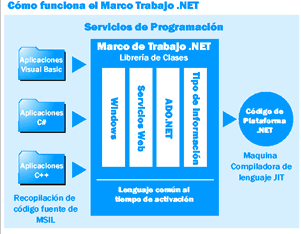 Cómo funciona el Marco Trabajo .NET
Servicios de Programación
Aplicaciones
Visual Basic
Aplicaciones
C#
Aplicaciones
C++
Recopilación de
código fuente de
MSIL
Marco de Trabajo .NET
Librería de Clases
Windows
Servicios Web
ADO.NET
Tipo de Información
Lenguaje común al
tiempo de activación
Código de
Plataforma
.NET
Maquina
Compiladora de
lenguaje JIT